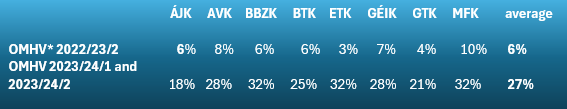 ÁJK AVK BBZK BTK ETK GÉIK GTK MFK average
OMHV* 2022/23/2 6% 8% 6% 6% 3% 7% 4% 10% 6%
OMHV 2023/24/1 and
2023/24/2 18% 28% 32% 25% 32% 28% 21% 32% 27%